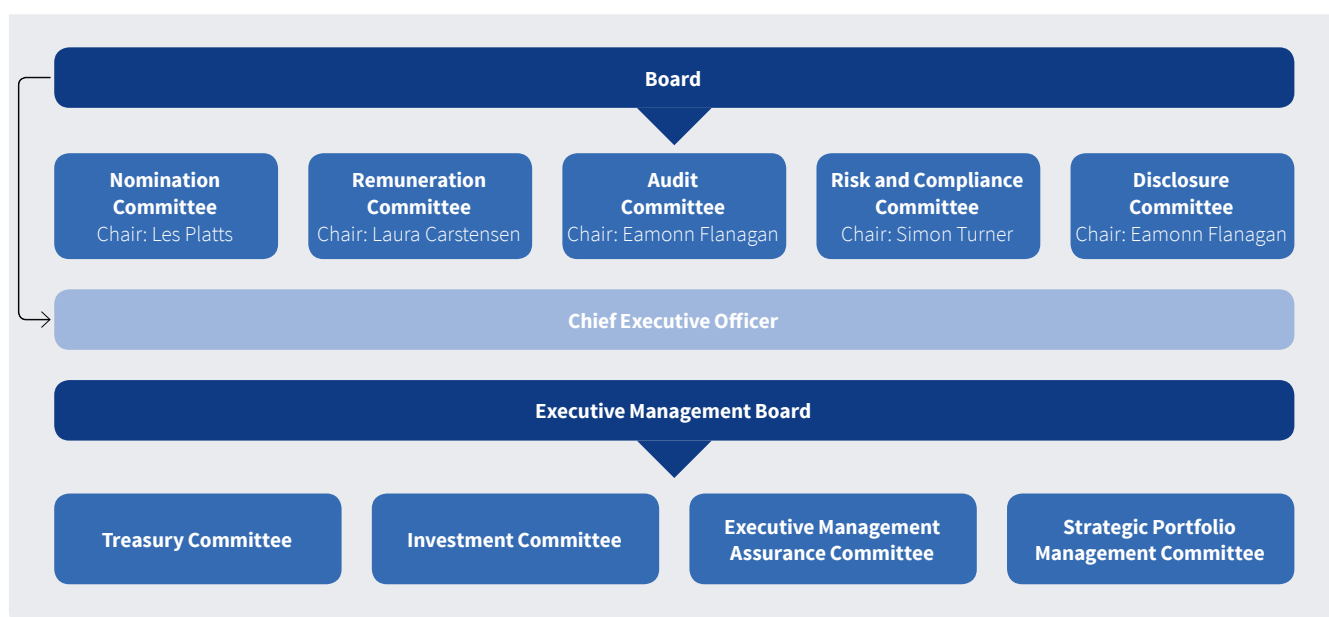 Board
Nomination
Committee
Chair: Les Platts
Remuneration
Committee
Chair: Laura Carstensen
Audit
Committee
Chair: Eamonn Flanagan
Risk and Compliance
Committee
Chair: Simon Turner
Disclosure
Committee
Chair: Eamonn Flanagan
Chief Executive Officer
Executive Management Board
Treasury Committee
Investment Committee
Executive Management
Assurance Committee
Strategic Portfolio
Management Committee